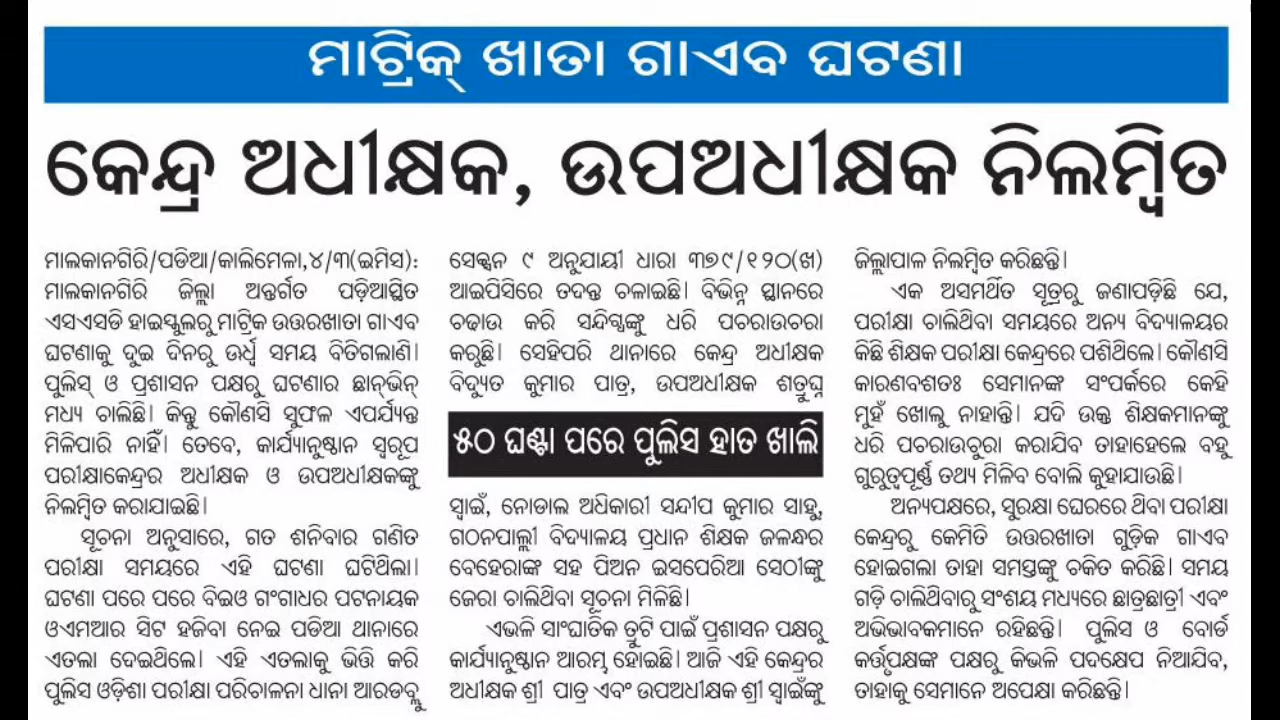 ମାଟ୍ରିକ୍ ଖାତା ଗାଏବ ଘଟଣା
କେନ୍ଦ୍ର ଅଧୀକ୍ଷକ, ଉପଅଧୀକ୍ଷକ ନିଲମ୍ବିତ
ମାଲକାନଗିରି/ପଡିଆ/କାଲିମେଳା,୪/୩(ଇମିସ):
ମାଲକାନଗିରି ଜିଲ୍ଲା ଅନ୍ତର୍ଗତ ପଡ଼ିଆସ୍ଥିତ
ଏସଏସଡି ହାଇସ୍କୁଲରୁ ମାଟ୍ରିକ ଉତ୍ତରଖାତା ଗାଏବ
ଘଟଣାକୁ ଦୁଇ ଦିନରୁ ଊର୍ଧ୍ୱ ସମୟ ବିତିଗଲାଣି।
ପୁଲିସ୍ ଓ ପ୍ରଶାସନ ପକ୍ଷରୁ ଘଟଣାର ଛାନ୍‌ଭିନ୍
ମଧ୍ୟ ଚାଲିଛି। କିନ୍ତୁ କୌଣସି ସୁଫଳ ଏପର୍ଯ୍ୟନ୍ତ
ମିଳିପାରି ନାହିଁ। ତେବେ, କାର୍ଯ୍ୟାନୁଷ୍ଠାନ ସ୍ୱରୂପ
ପରୀକ୍ଷାକେନ୍ଦ୍ରର ଅଧୀକ୍ଷକ ଓ ଉପଅଧୀକ୍ଷକଙ୍କୁ
ନିଲମ୍ବିତ କରାଯାଇଛି।
ସୂଚନା ଅନୁସାରେ, ଗତ ଶନିବାର ଗଣିତ
ପରୀକ୍ଷା ସମୟରେ ଏହି ଘଟଣା ଘଟିଥିଲା।
ଘଟଣା ପରେ ପରେ ବିଇଓ ଗଂଗାଧର ପଟନାୟକ
ଓଏମଆର ସିଟ ହଜିବା ନେଇ ପଡିଆ ଥାନାରେ
ଏତଲା ଦେଇଥିଲେ। ଏହି ଏତଲାକୁ ଭିତ୍ତି କରି
ପୁଲିସ ଓଡ଼ିଶା ପରୀକ୍ଷା ପରିଚାଳନା ଧାନା ଆରଡବ୍ଲୁ
ସେକ୍ସନ ୯ ଅନୁଯାୟୀ ଧାରା ୩୭୯/୧୨୦(ଖ)
ଆଇପିସିରେ ତଦନ୍ତ ଚଳାଇଛି। ବିଭିନ୍ନ ସ୍ଥାନରେ
ଚଢାଉ କରି ସନ୍ଦିଗ୍ଧଙ୍କୁ ଧରି ପଚରାଉଚରା
କରୁଛି। ସେହିପରି ଥାନାରେ କେନ୍ଦ୍ର ଅଧୀକ୍ଷକ
ବିଦ୍ୟୁତ କୁମାର ପାତ୍ର, ଉପଅଧୀକ୍ଷକ ଶତ୍ରୁଘ୍ନ
୫୦ ଘଣ୍ଟା ପରେ ପୁଲିସ ହାତ ଖାଲି
ସ୍ୱାଇଁ, ନୋଡାଲ ଅଧିକାରୀ ସନ୍ଦୀପ କୁମାର ସାହୁ,
ଗଠନପାଲ୍ଲୀ ବିଦ୍ୟାଳୟ ପ୍ରଧାନ ଶିକ୍ଷକ ଜଳନ୍ଧର
ବେହେରାଙ୍କ ସହ ପିଅନ ଇସପେରିଆ ସେଠୀଙ୍କୁ
ଜେରା ଚାଲିଥିବା ସୂଚନା ମିଳିଛି।
ଏଭଳି ସାଂଘାତିକ ତ୍ରୁଟି ପାଇଁ ପ୍ରଶାସନ ପକ୍ଷରୁ
କାର୍ଯ୍ୟାନୁଷ୍ଠାନ ଆରମ୍ଭ ହୋଇଛି। ଆଜି ଏହି କେନ୍ଦ୍ରର
ଅଧୀକ୍ଷକ ଶ୍ରୀ ପାତ୍ର ଏବଂ ଉପଅଧୀକ୍ଷକ ଶ୍ରୀ ସ୍ୱାଇଁଙ୍କୁ
ଜିଲ୍ଲାପାଳ ନିଲମ୍ବିତ କରିଛନ୍ତି।
ଏକ ଅସମର୍ଥିତ ସୂତ୍ରରୁ ଜଣାପଡ଼ିଛି ଯେ,
ପରୀକ୍ଷା ଚାଲିଥିବା ସମୟରେ ଅନ୍ୟ ବିଦ୍ୟାଳୟର
କିଛି ଶିକ୍ଷକ ପରୀକ୍ଷା କେନ୍ଦ୍ରରେ ପଶିଥିଲେ। କୌଣସି
କାରଣବଶତଃ ସେମାନଙ୍କ ସଂପର୍କରେ କେହି
ମୁହଁ ଖୋଲୁ ନାହାନ୍ତି। ଯଦି ଉକ୍ତ ଶିକ୍ଷକମାନଙ୍କୁ
ଧରି ପଚରାଉଚୁରା କରାଯିବ ତାହାହେଲେ ବହୁ
ଗୁରୁତ୍ୱପୂର୍ଣ୍ଣ ତଥ୍ୟ ମିଳିବ ବୋଲି କୁହାଯାଉଛି।
ଅନ୍ୟପକ୍ଷରେ, ସୁରକ୍ଷା ଘେରରେ ଥିବା ପରୀକ୍ଷା
କେନ୍ଦ୍ରରୁ କେମିତି ଉତ୍ତରଖାତା ଗୁଡ଼ିକ ଗାଏବ
ହୋଇଗଲା ତାହା ସମସ୍ତଙ୍କୁ ଚକିତ କରିଛି। ସମୟ
ଗଡ଼ି ଚାଲିଥିବାରୁ ସଂଶୟ ମଧ୍ୟରେ ଛାତ୍ରଛାତ୍ରୀ ଏବଂ
ଅଭିଭାବକମାନେ ରହିଛନ୍ତି। ପୁଲିସ ଓ ବୋର୍ଡ
କର୍ତ୍ତୃପକ୍ଷଙ୍କ ପକ୍ଷରୁ କିଭଳି ପଦକ୍ଷେପ ନିଆଯିବ,
ତାହାକୁ ସେମାନେ ଅପେକ୍ଷା କରିଛନ୍ତି।